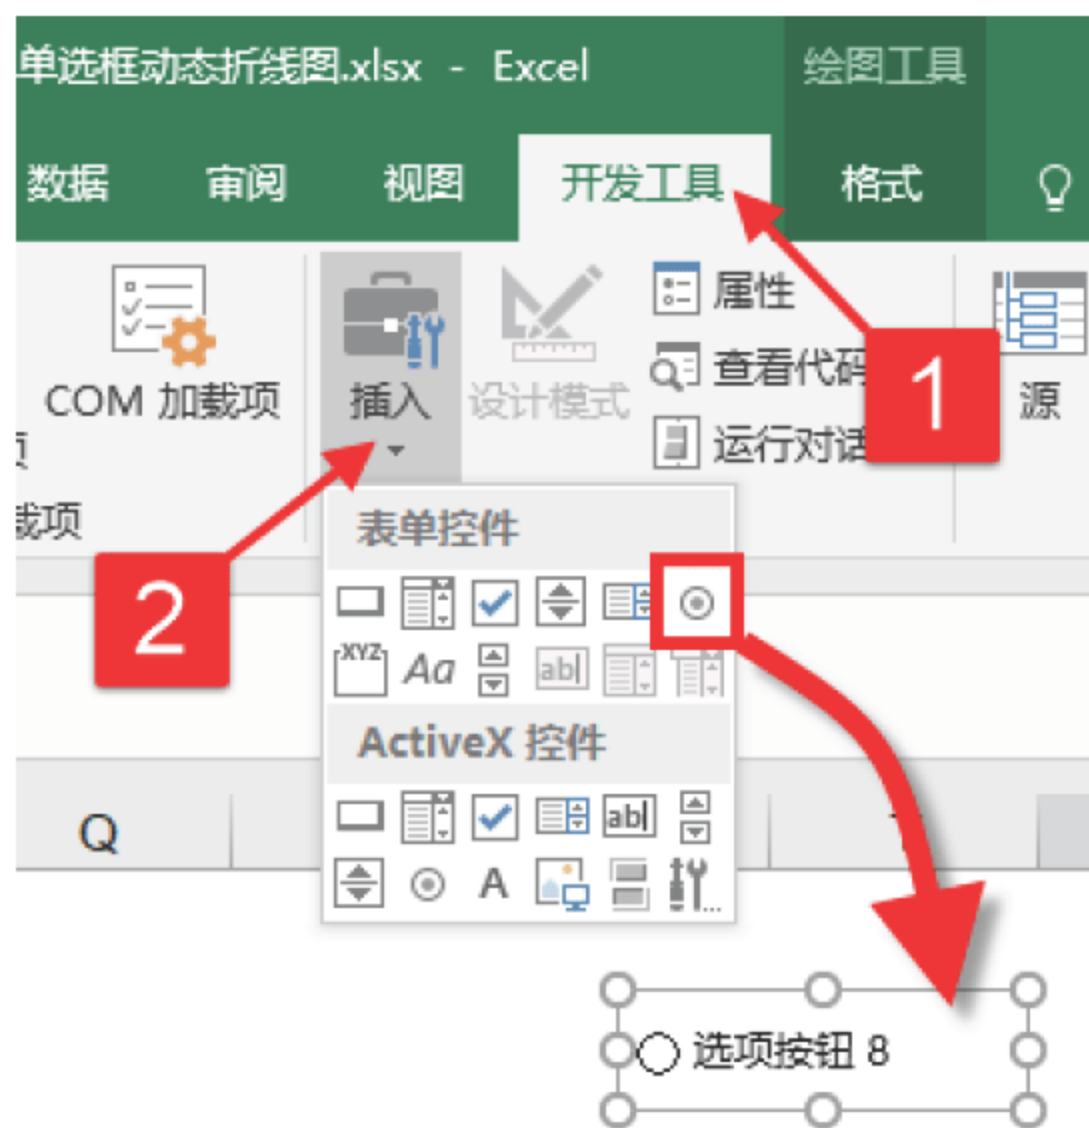 单选框动态折线图.xlsx - Excel 绘图工具
数据 审阅 视图 开发工具 格式
COM 加载项 插入 设计模式 属性
查看代码
运行对话
源
载项
1
2
表单控件
XYZ Aa ab|
ActiveX 控件
ab|
A
Q
选项按钮 8